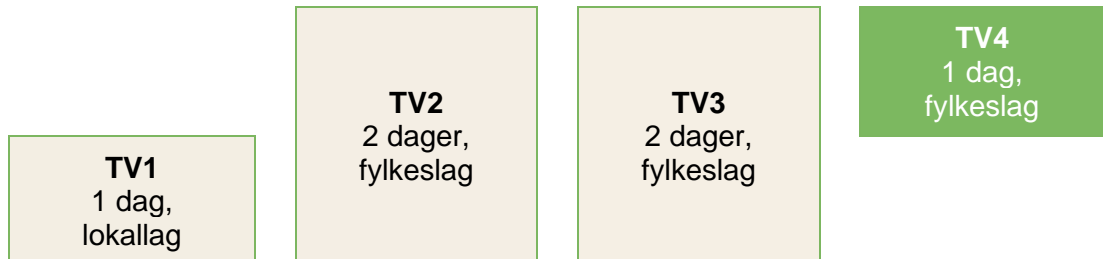 TV1
1 dag,
lokallag
TV2
2 dager,
fylkeslag
TV3
2 dager,
fylkeslag
TV4
1 dag,
fylkeslag